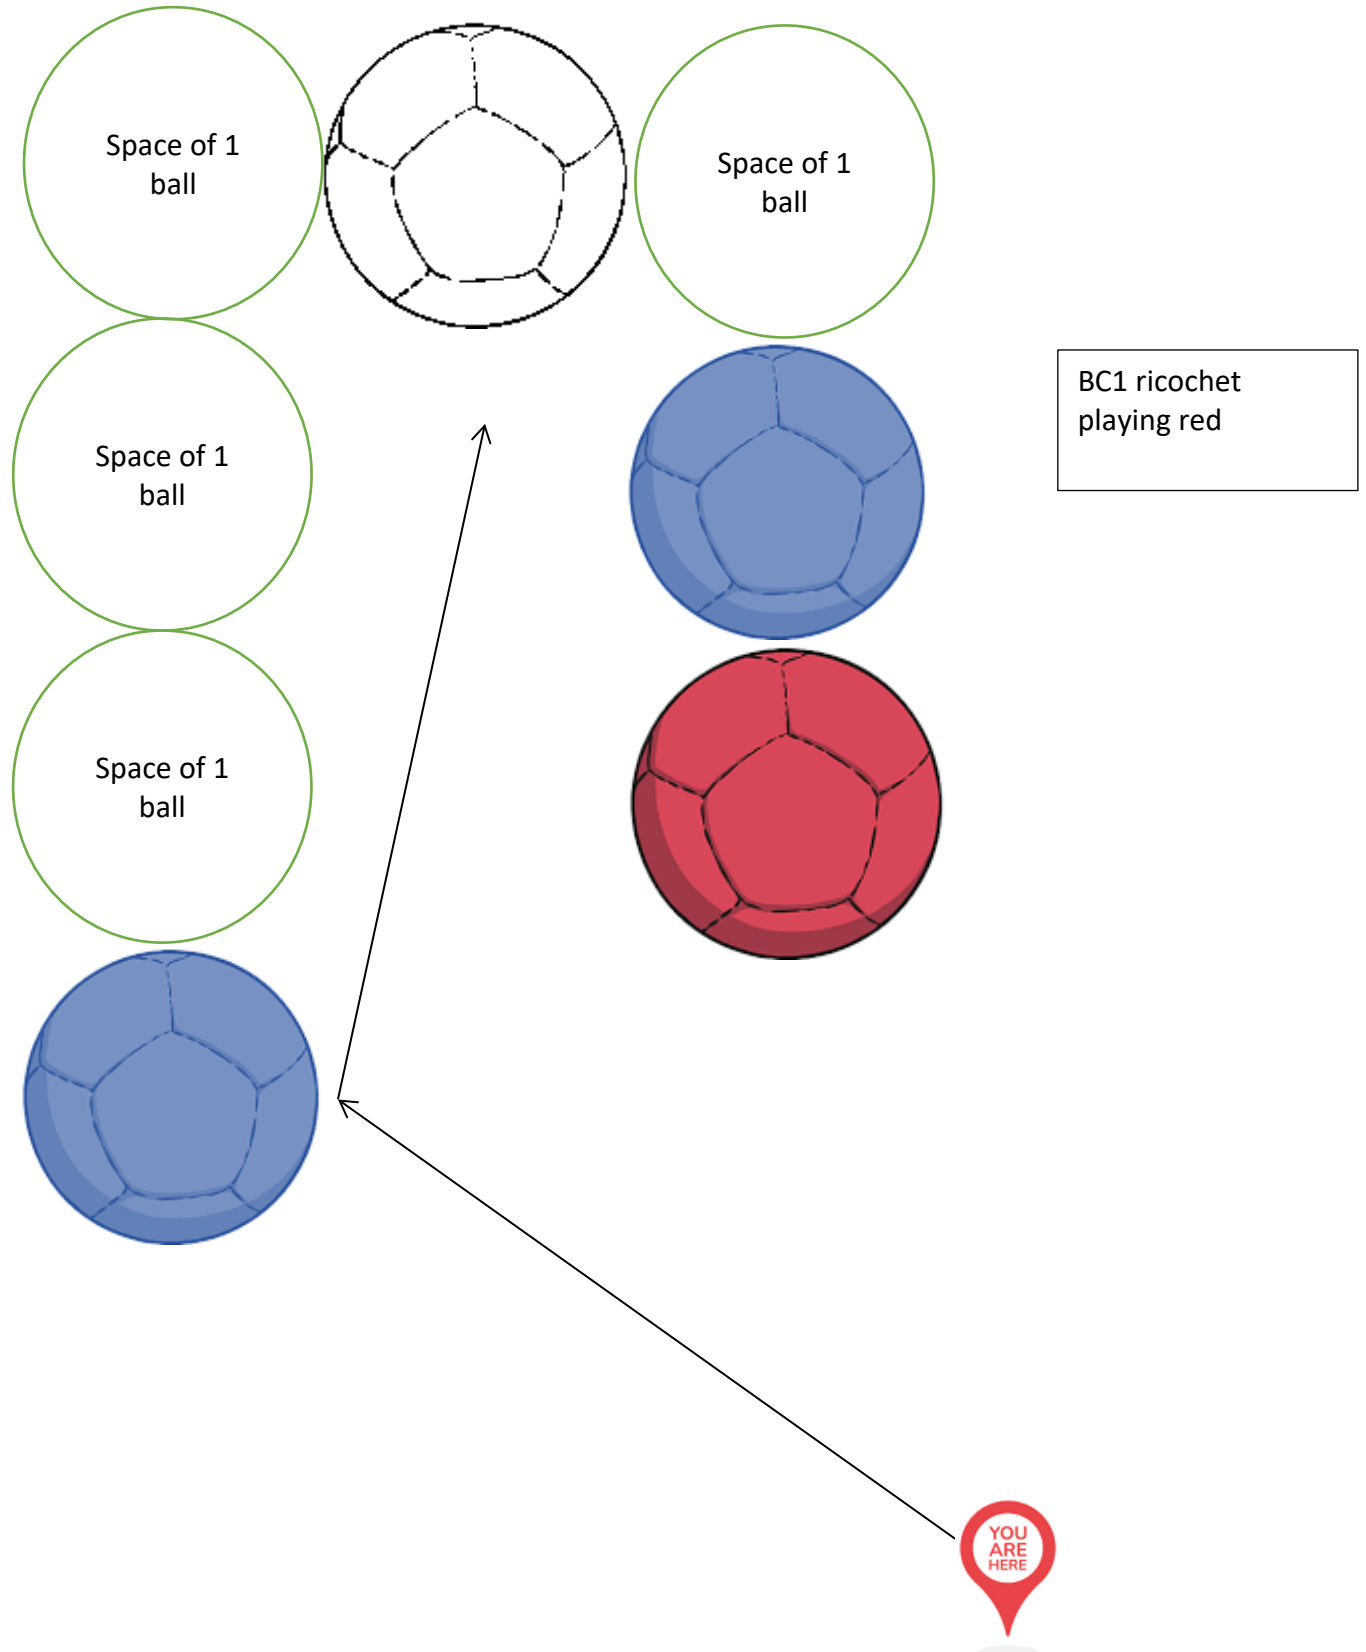 Space of 1
ball
Space of 1
ball
BC1 ricochet
playing red
Space of 1
ball
Space of 1
ball
YOU
ARE
HERE